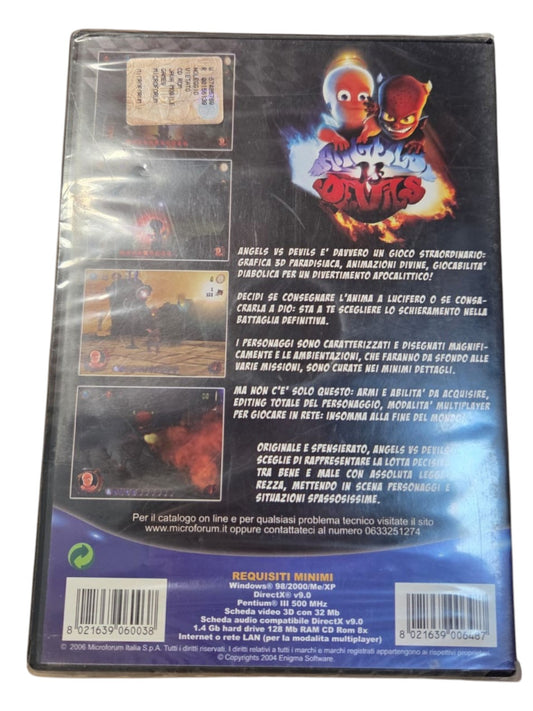 ANGELS
VS
DEVILS
ANGELS VS DEVILS E' DAVVERO UN GIOCO STRAORDINARIO:
GRAFICA 3D PARADISIACA, ANIMAZIONI DIVINE, GIOCABILITA'
DIABOLICA PER UN DIVERTIMENTO APOCALITTICO!
DECIDI SE CONSEGNARE L'ANIMA A LUCIFERO O SE CONSA-
CRARLA A DIO: STA A TE SCEGLIERE LO SCHIERAMENTO NELLA
BATTAGLIA DEFINITIVA.
I PERSONAGGI SONO CARATTERIZZATI E DISEGNATI MAGNIFI-
CAMENTE E LE AMBIENTAZIONI, CHE FARANNO DA SFONDO ALLE
VARIE MISSIONI, SONO CURATE NEI MINIMI DETTAGLI.
MA NON C'E' SOLO QUESTO: ARMI E ABILITA' DA ACQUISIRE,
EDITING TOTALE DEL PERSONAGGIO, MODALITA' MULTIPLAYER
PER GIOCARE IN RETE: INSOMMA ALLA FINE DEL MONDO
ORIGINALE E SPENSIERATO, ANGELS VS DEVILS
SCEGLIE DI RAPPRESENTARE LA LOTTA
TRA BENE E MALE CON ASSOLUTA
REZZA, METTENDO IN SCENA PERSONAGGI E
SITUAZIONI SPASSOSISSIME.
Per il catalogo on line e per qualsiasi problema tecnico visitate il sito
www.microforum.it oppure contattateci al numero 0633251274
REQUISITI MINIMI
Windows® 98/2000/Me/XP
DirectX® v9.0
Pentium® III 500 MHz
Scheda video 3D con 32 Mb
Scheda audio compatibile DirectX® v9.0
1.4 Gb hard drive 128 Mb RAM CD Rom 8x
Internet o rete LAN (per la modalita multiplayer)
8 021639 060038
8 021639 006487
© 2006 Microforum Italia S.p.A. Tutti i diritti riservati. I diritti relativi a tutti i marchi e marchi registrati appartengono ai rispettivi
© Copyrights 2004 Enigma Software.